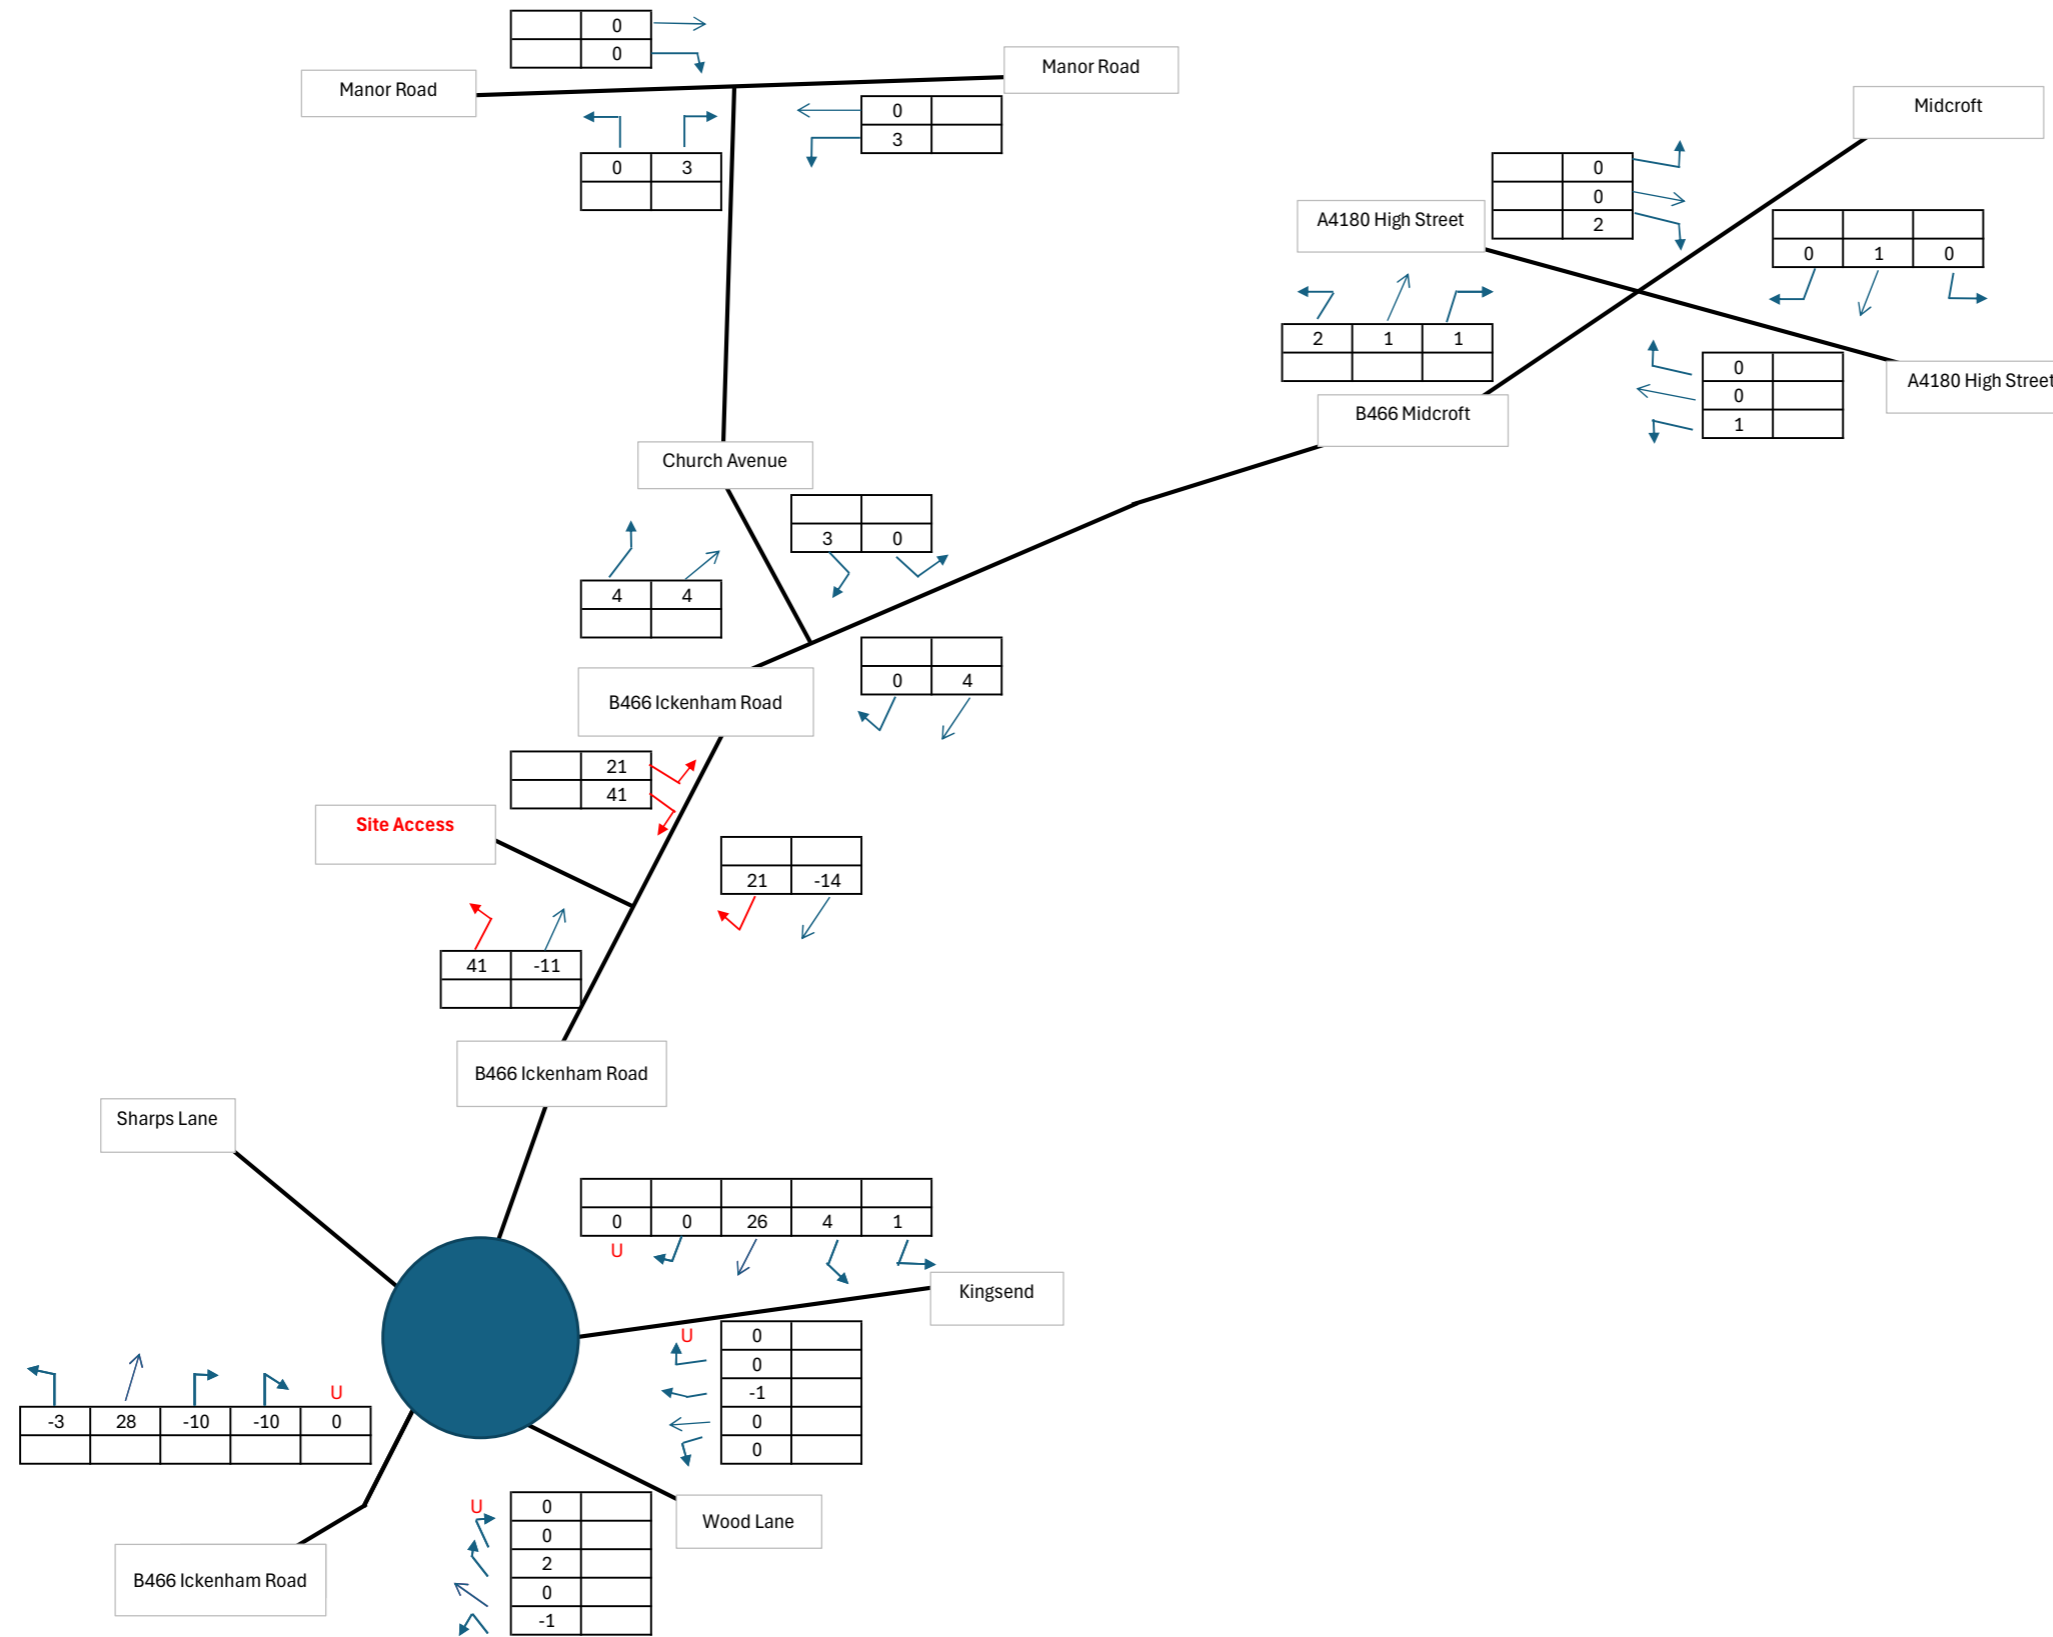 0
0
Manor Road
Manor Road
0
3
0 3
Midcroft
0
0
2
A4180 High Street
0 1 0
2 1 1
0
0
1
A4180 High Street
B466 Midcroft
Church Avenue
3 0
4 4
0 4
B466 Ickenham Road
21
41
Site Access
21 -14
41 -11
B466 Ickenham Road
Sharps Lane
0 0 26 4 1
U
Kingsend
U 0
0
-1
0
0
U
-3 28 -10 -10 0
U 0
0
2
0
-1
Wood Lane
B466 Ickenham Road